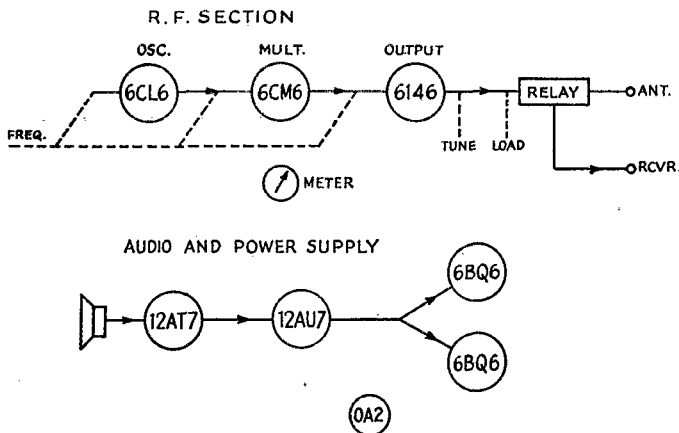 R.F. SECTION
OSC. MULT. OUTPUT
6CL6 6CM6 6146 RELAY ANT.
FREQ. TUNE LOAD
RCVR.
METER
AUDIO AND POWER SUPPLY
6BQ6
12AT7 12AU7
6BQ6
0A2